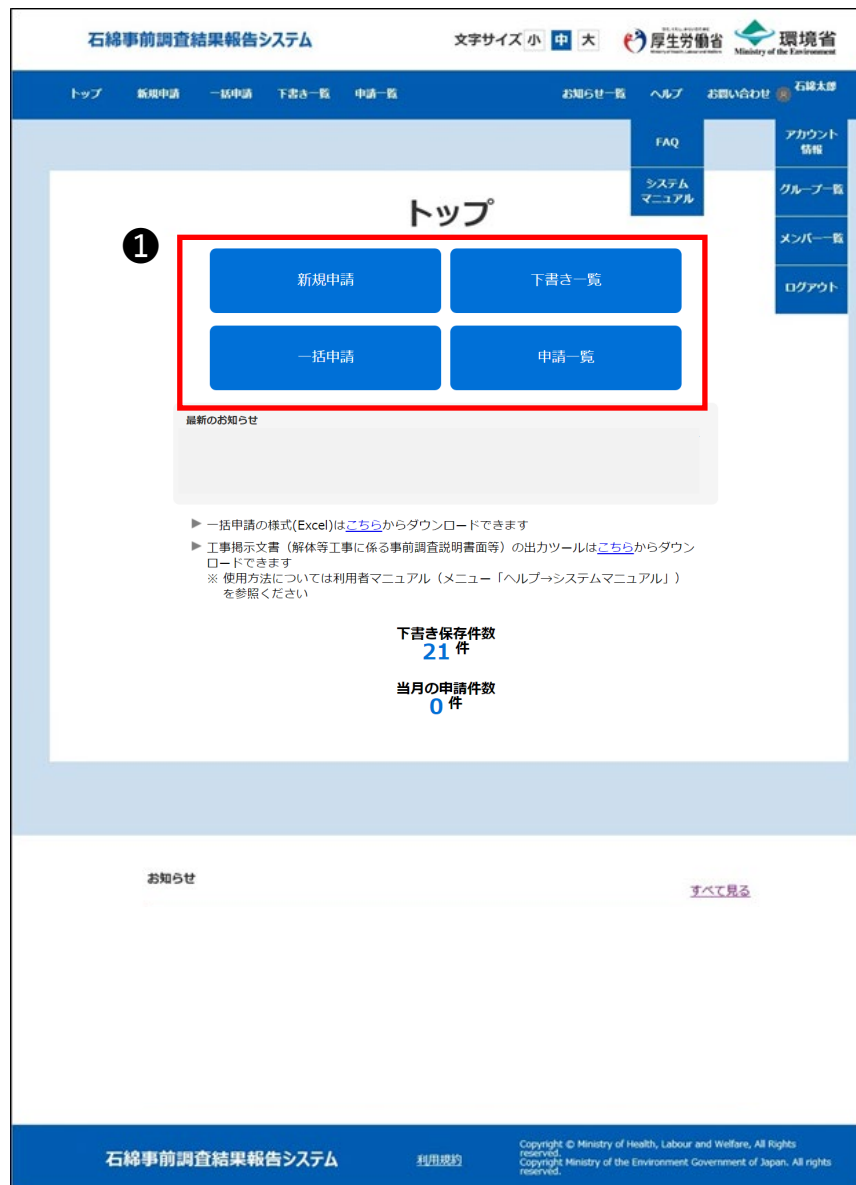 石綿事前調査結果報告システム
文字サイズ 小 中 大
厚生労働省
環境省
Ministry of the Environment
トップ 新規申請 一括申請 下書き一覧 申請一覧 お知らせ一覧 ヘルプ お問い合わせ 石綿太郎
FAQ
システム
マニュアル
アカウント
情報
グループ一覧
メンバー一覧
ログアウト
トップ
❶
新規申請 下書き一覧
一括申請 申請一覧
最新のお知らせ
▶ 一括申請の様式(Excel)はこちらからダウンロードできます
▶ 工事掲示文書（解体等工事に係る事前調査説明書面等）の出力ツールはこちらからダウン
ロードできます
※ 使用方法については利用者マニュアル（メニュー「ヘルプ→システムマニュアル」）
を参照ください
下書き保存件数
21 件
当月の申請件数
0 件
お知らせ
すべて見る
石綿事前調査結果報告システム
利用規約
Copyright © Ministry of Health, Labour and Welfare, All Rights
reserved.
Copyright Ministry of the Environment Government of Japan. All rights
reserved.